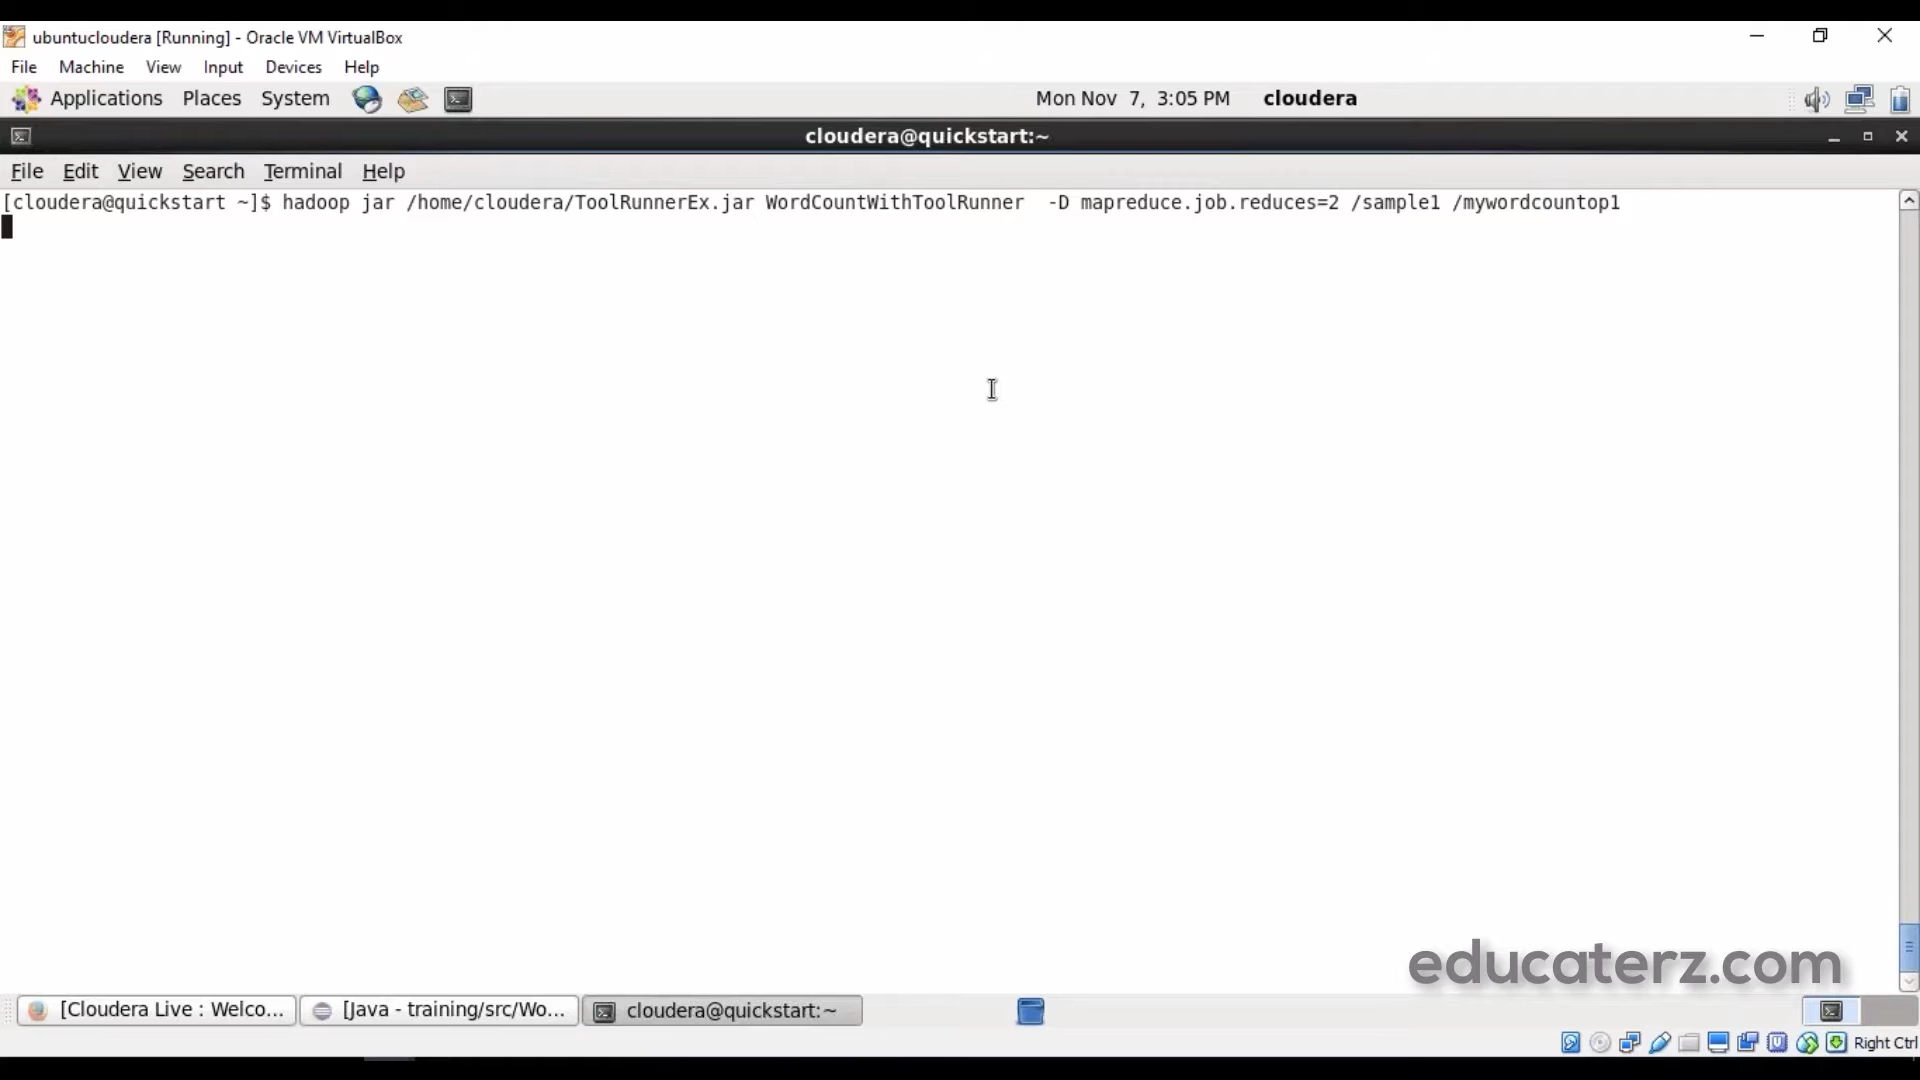 ubuntucloudera [Running] - Oracle VM VirtualBox
File Machine View Input Devices Help
Applications Places System Mon Nov 7, 3:05 PM cloudera
cloudera@quickstart:~
File Edit View Search Terminal Help
[cloudera@quickstart ~]$ hadoop jar /home/cloudera/ToolRunnerEx.jar WordCountWithToolRunner  -D mapreduce.job.reduces=2 /sample1 /mywordcountop1
educaterz.com
[Cloudera Live : Welco... [Java - training/src/Wo... cloudera@quickstart:~
Right Ctrl